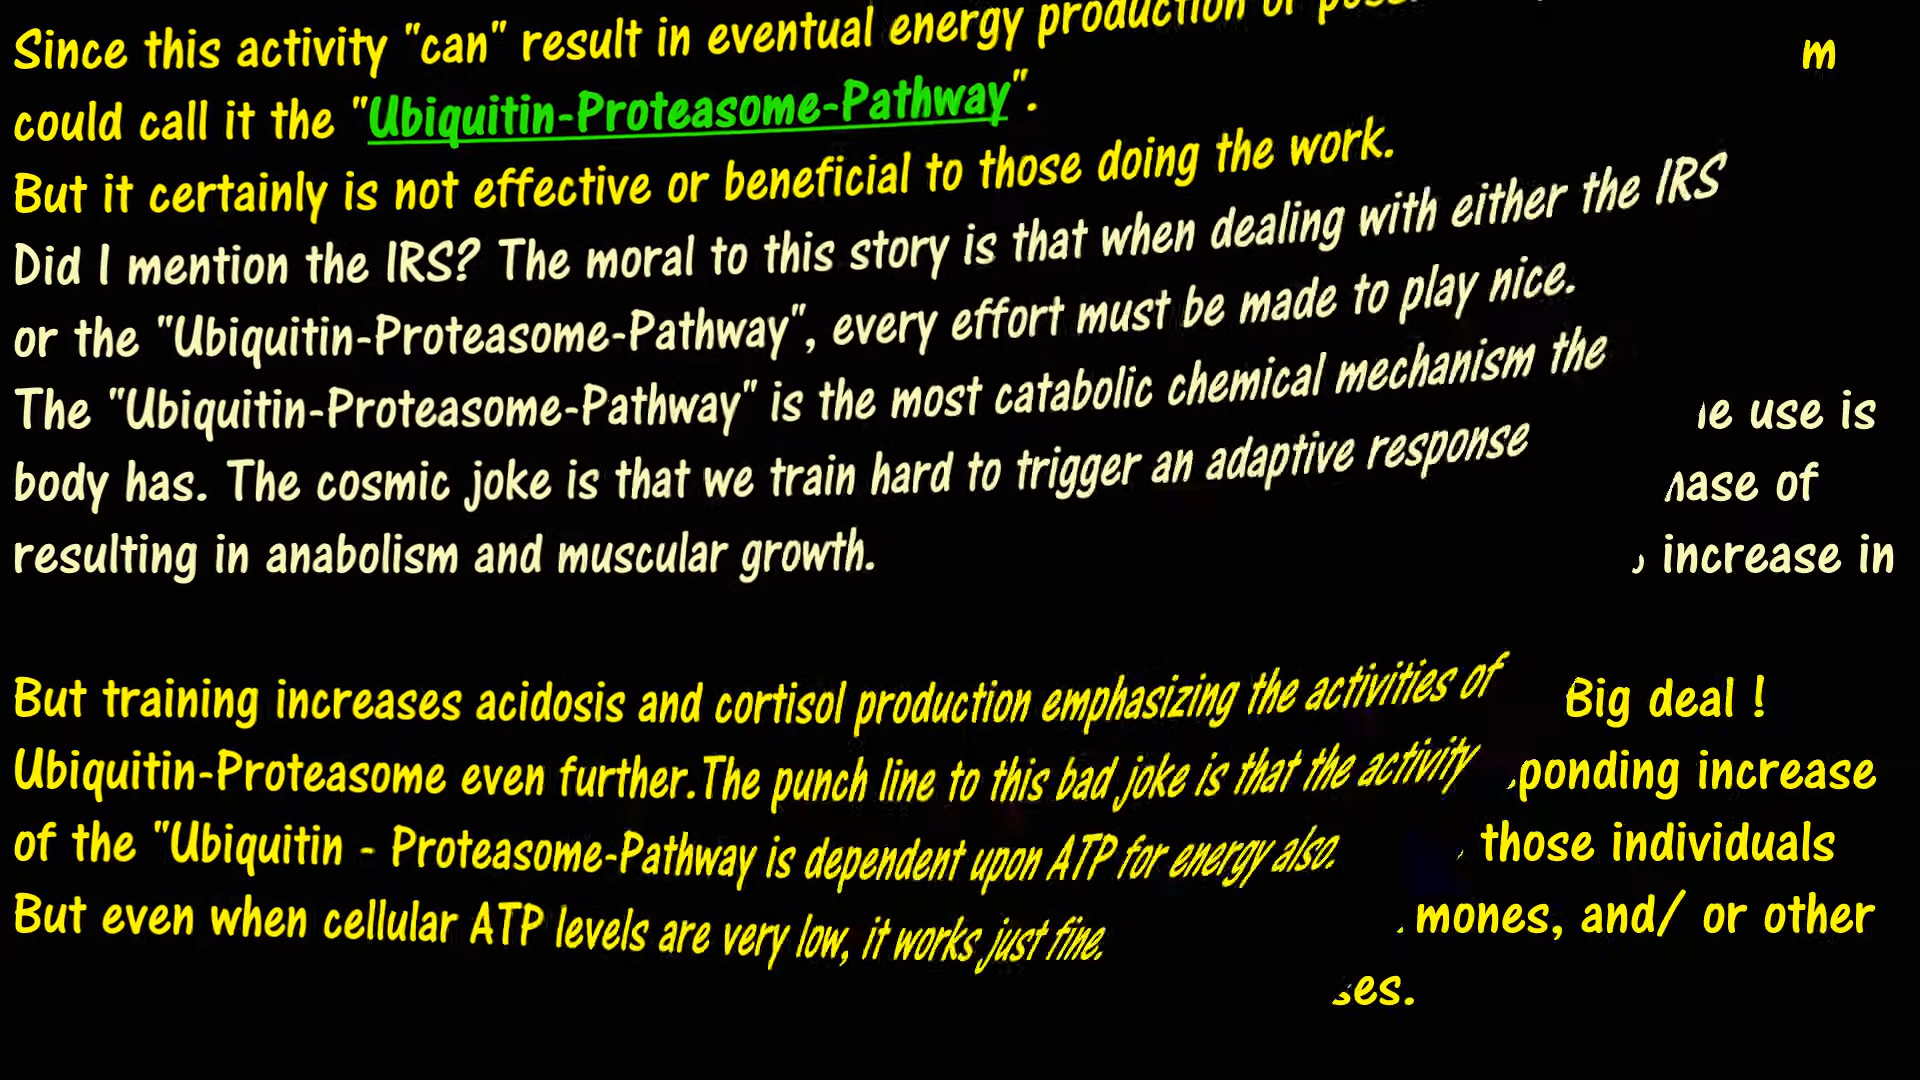 Since this activity "can" result in eventual energy production or
could call it the "Ubiquitin-Proteasome-Pathway".
But it certainly is not effective or beneficial to those doing the work.
Did I mention the IRS? The moral to this story is that when dealing with either the IRS
or the "Ubiquitin-Proteasome-Pathway", every effort must be made to play nice.
The "Ubiquitin-Proteasome-Pathway" is the most catabolic chemical mechanism the
body has. The cosmic joke is that we train hard to trigger an adaptive response
resulting in anabolism and muscular growth.
But training increases acidosis and cortisol production emphasizing the activities of
Ubiquitin-Proteasome even further.The punch line to this bad joke is that the activity
of the "Ubiquitin - Proteasome-Pathway is dependent upon ATP for energy also.
But even when cellular ATP levels are very low, it works just fine.
m
use is
of
increase in
Big deal !
increase
those individuals
and/ or other